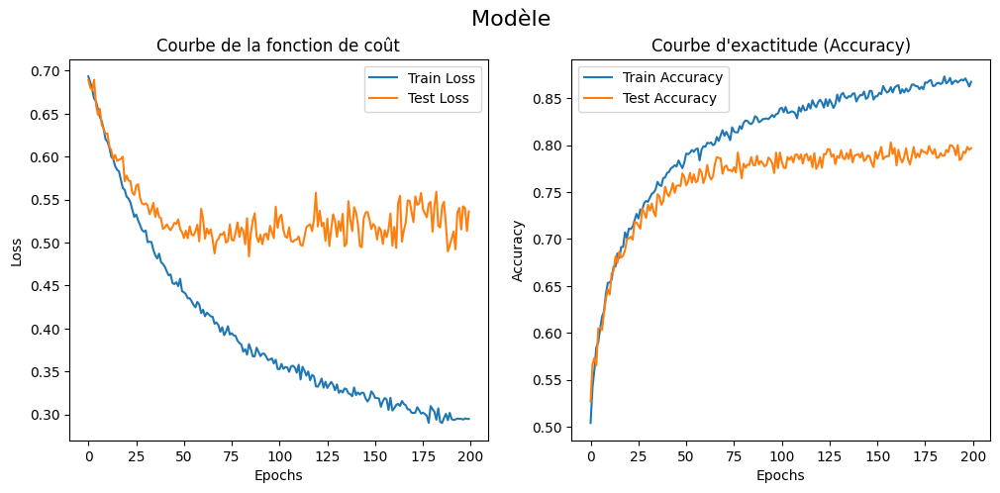 Modèle
Courbe de la fonction de coût
Train Loss
Test Loss
0.70
0.65
0.60
0.55
0.50
0.45
0.40
0.35
0.30
Loss
0 25 50 75 100 125 150 175 200
Epochs
Courbe d'exactitude (Accuracy)
Train Accuracy
Test Accuracy
0.85
0.80
0.75
0.70
0.65
0.60
0.55
0.50
Accuracy
0 25 50 75 100 125 150 175 200
Epochs